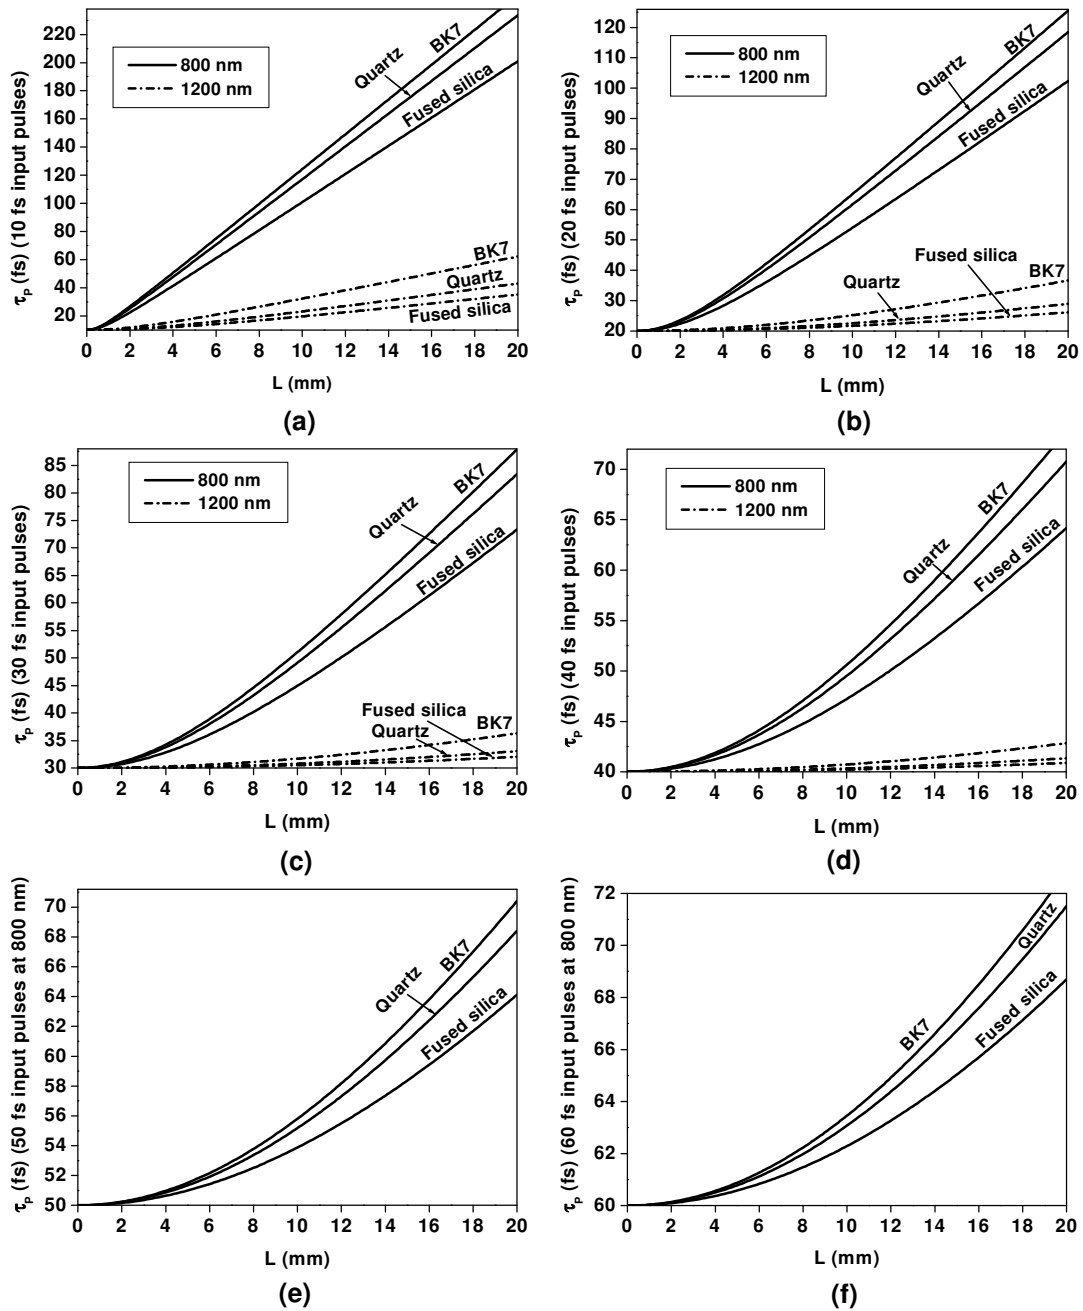 τp (fs) (10 fs input pulses)
220
200
180
160
140
120
100
80
60
40
20
800 nm
1200 nm
BK7
Quartz
Fused silica
BK7
Quartz
Fused silica
0 2 4 6 8 10 12 14 16 18 20
L (mm)
(a)
τp (fs) (20 fs input pulses)
120
110
100
90
80
70
60
50
40
30
20
800 nm
1200 nm
BK7
Quartz
Fused silica
Fused silica
Quartz
BK7
0 2 4 6 8 10 12 14 16 18 20
L (mm)
(b)
τp (fs) (30 fs input pulses)
85
80
75
70
65
60
55
50
45
40
35
30
800 nm
1200 nm
BK7
Quartz
Fused silica
Fused silica
Quartz
BK7
0 2 4 6 8 10 12 14 16 18 20
L (mm)
(c)
τp (fs) (40 fs input pulses)
70
65
60
55
50
45
40
800 nm
1200 nm
BK7
Quartz
Fused silica
0 2 4 6 8 10 12 14 16 18 20
L (mm)
(d)
τp (fs) (50 fs input pulses at 800 nm)
70
68
66
64
62
60
58
56
54
52
50
BK7
Quartz
Fused silica
0 2 4 6 8 10 12 14 16 18 20
L (mm)
(e)
τp (fs) (60 fs input pulses at 800 nm)
72
70
68
66
64
62
60
Quartz
BK7
Fused silica
0 2 4 6 8 10 12 14 16 18 20
L (mm)
(f)